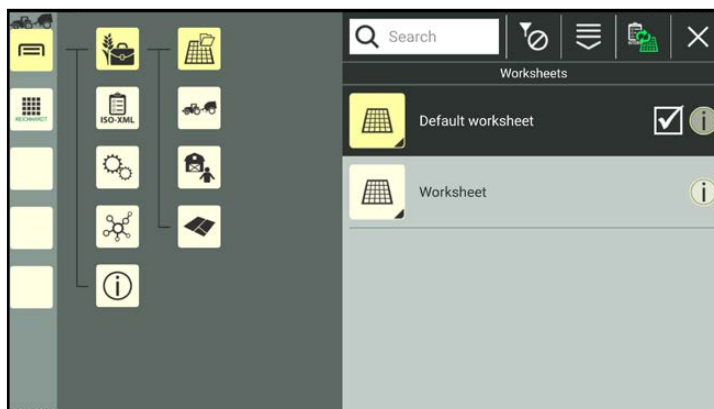 Search
Worksheets
REICHHARDT
Default worksheet
ISO-XML
Worksheet